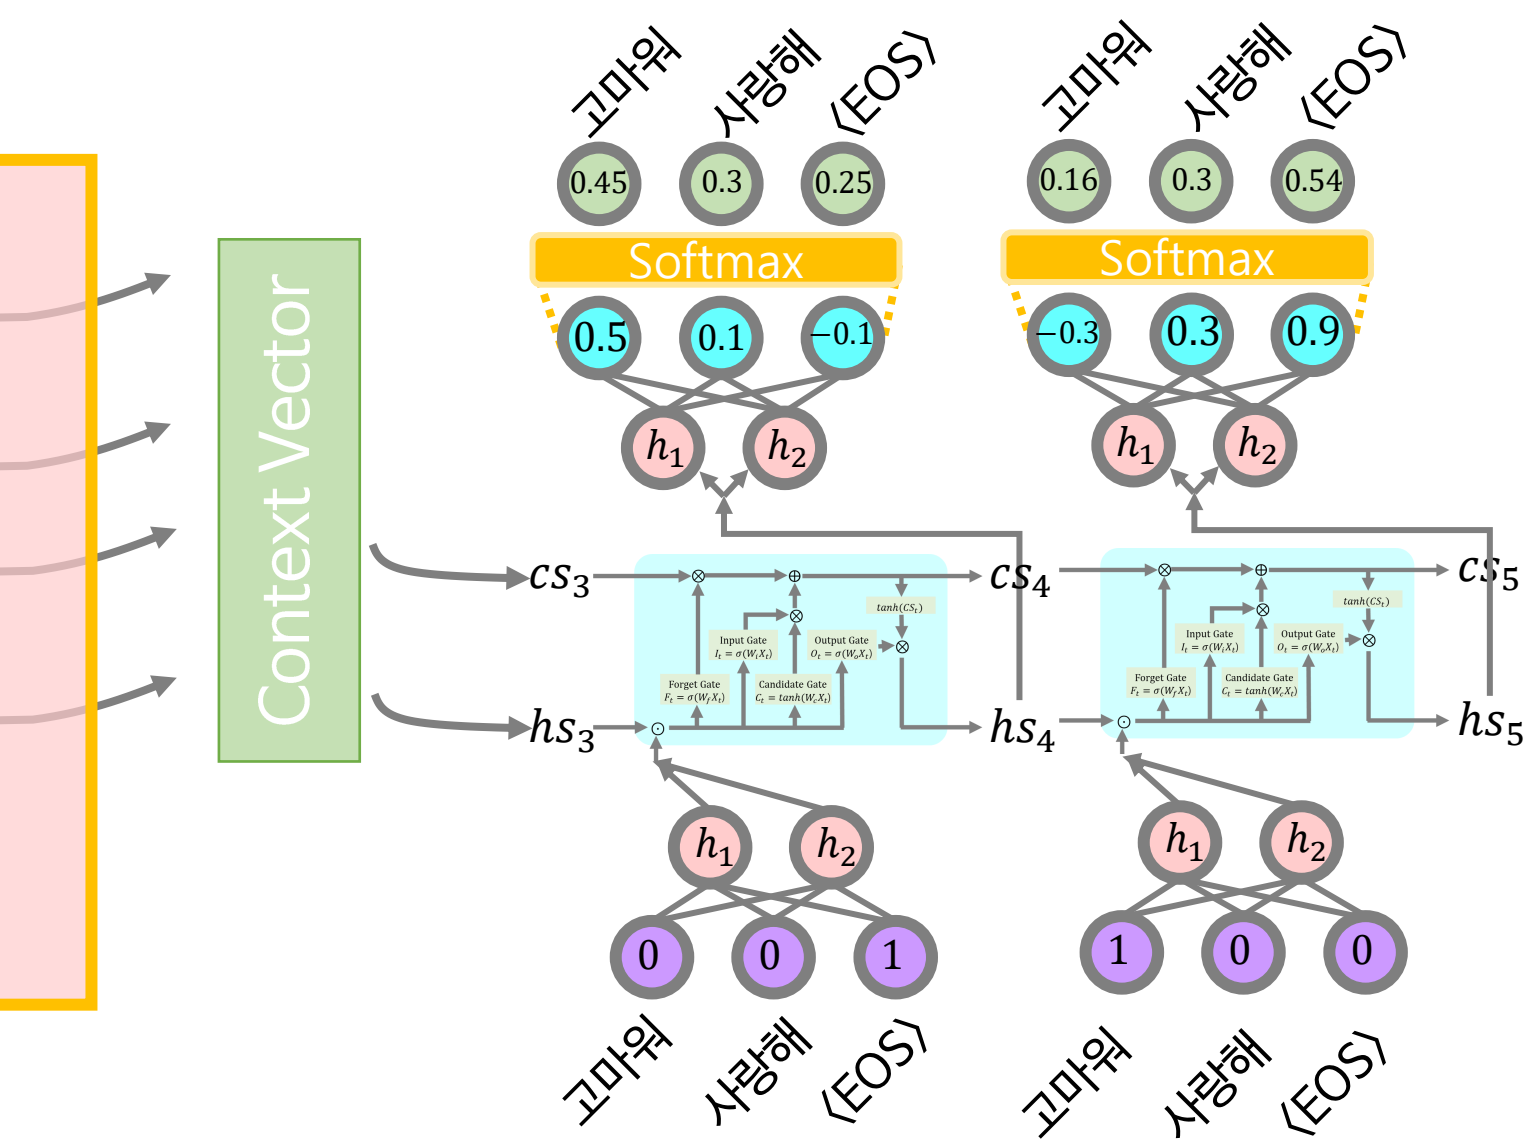 고마워 사랑해 〈EOS〉 고마워 사랑해 〈EOS〉
0.45 0.3 0.25 0.16 0.3 0.54
Softmax Softmax
0.5 0.1 −0.1 −0.3 0.3 0.9
h₁ h₂ h₁ h₂
Context Vector
cs₃ cs₄ cs₅
⊗ ⊕ ⊗ ⊕
tanh(CSₜ) tanh(CSₜ)
⊗ ⊗
Input Gate Output Gate Input Gate Output Gate
Iₜ = σ(WᵢXₜ) Oₜ = σ(WₒXₜ) ⊗ Iₜ = σ(WᵢXₜ) Oₜ = σ(WₒXₜ) ⊗
Forget Gate Candidate Gate Forget Gate Candidate Gate
Fₜ = σ(W_fXₜ) Cₜ = tanh(W_cXₜ) Fₜ = σ(W_fXₜ) Cₜ = tanh(W_cXₜ)
hs₃ ⊙ hs₄ ⊙ hs₅
h₁ h₂ h₁ h₂
0 0 1 1 0 0
고마워 사랑해 〈EOS〉 고마워 사랑해 〈EOS〉